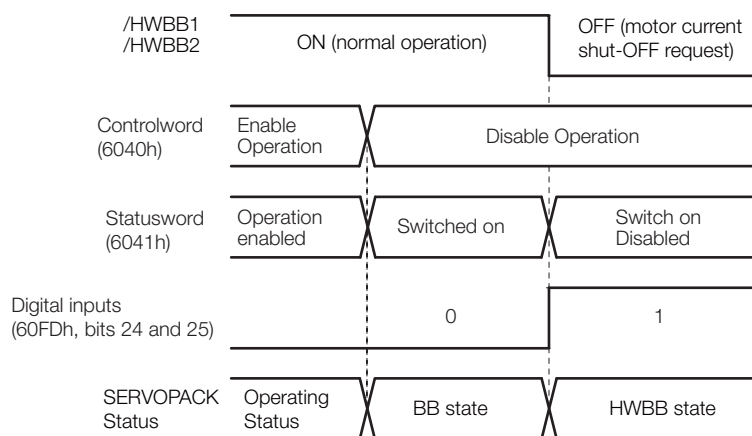 /HWBB1
/HWBB2
ON (normal operation)
OFF (motor current
shut-OFF request)
Controlword
(6040h)
Enable
Operation
Disable Operation
Statusword
(6041h)
Operation
enabled
Switched on
Switch on
Disabled
Digital inputs
(60FDh, bits 24 and 25)
0
1
SERVOPACK
Status
Operating
Status
BB state
HWBB state